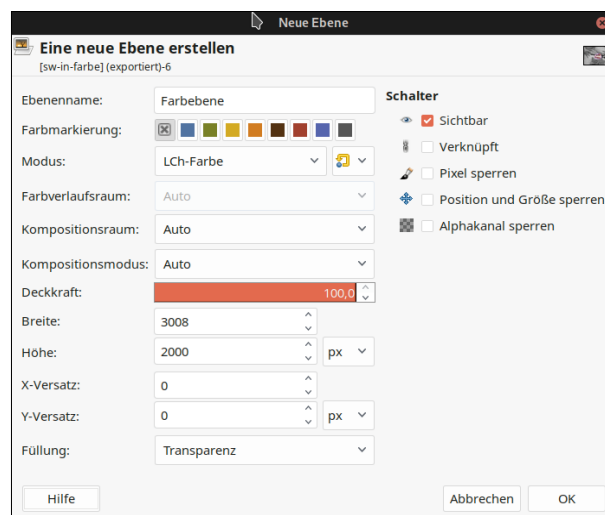 Neue Ebene
Eine neue Ebene erstellen
[sw-in-farbe] (exportiert)-6
Ebenenname: Farbebene
Farbmarkierung:
Modus: LCh-Farbe
Farbverlaufsraum: Auto
Kompositionsraum: Auto
Kompositionsmodus: Auto
Deckkraft: 100,0
Breite: 3008
Höhe: 2000 px
X-Versatz: 0
Y-Versatz: 0 px
Füllung: Transparenz
Schalter
Sichtbar
Verknüpft
Pixel sperren
Position und Größe sperren
Alphakanal sperren
Hilfe Abbrechen OK